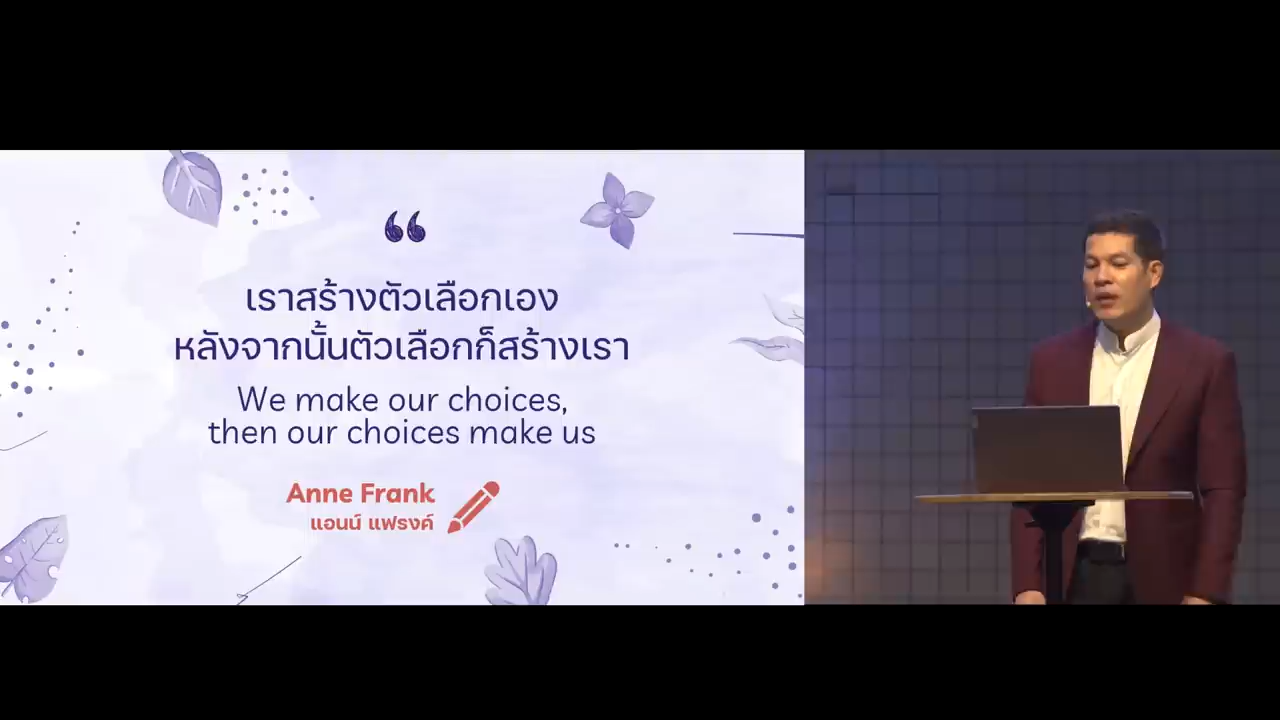 “
เราสร้างตัวเลือกเอง
หลังจากนั้นตัวเลือกก็สร้างเรา
We make our choices,
then our choices make us
Anne Frank
แอนน์ แฟรงค์